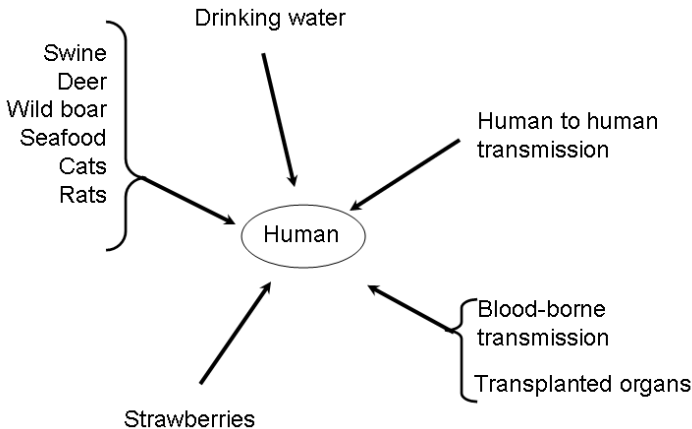 Drinking water
Swine
Deer
Wild boar
Seafood
Cats
Rats
Human to human
transmission
Human
Blood-borne
transmission
Transplanted organs
Strawberries